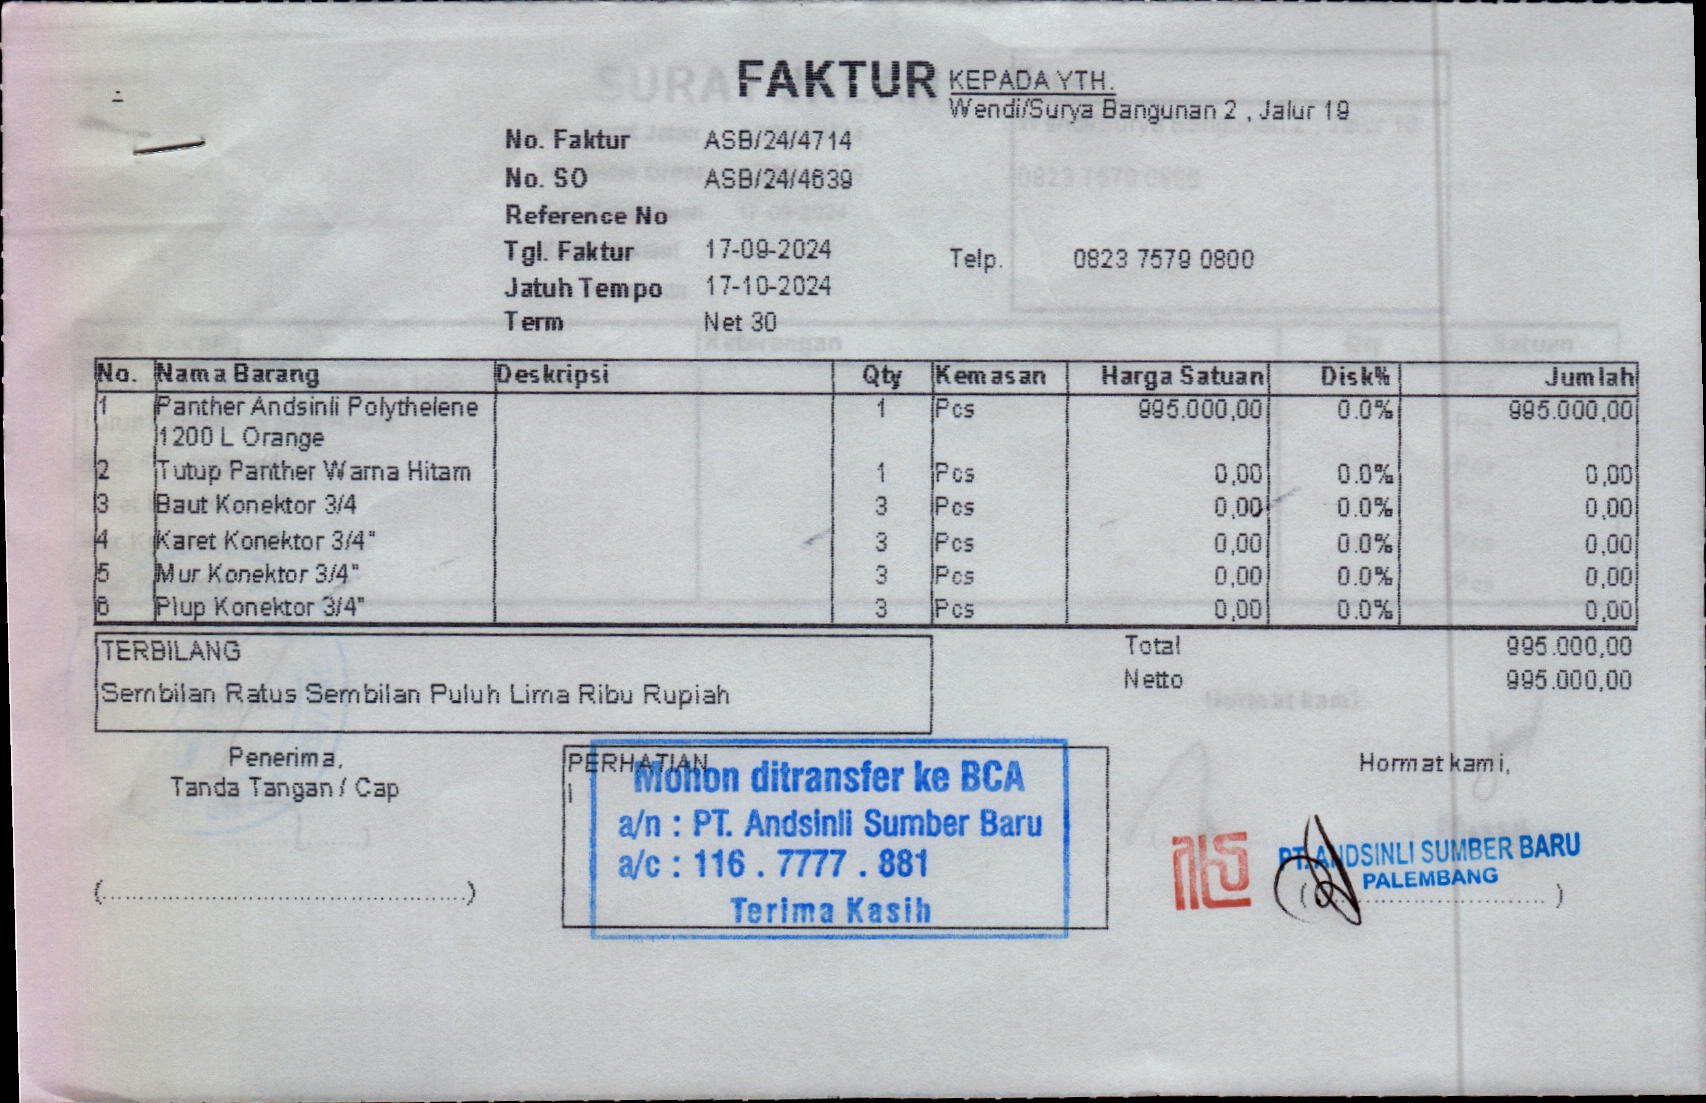 FAKTUR
KEPADA YTH.
Wendi/Surya Bangunan 2 , Jalur 19
No. Faktur ASB/24/4714
No. SO ASB/24/4639
Reference No
Tgl. Faktur 17-09-2024
Telp. 0823 7579 0800
Jatuh Tempo 17-10-2024
Term Net 30
No. Nama Barang Deskripsi Qty Kemasan Harga Satuan Disk% Jumlah
1 Panther Andsinli Polythelene 1 Pcs 995.000,00 0.0% 995.000,00
1200 L Orange
2 Tutup Panther Warna Hitam 1 Pcs 0,00 0.0% 0,00
3 Baut Konektor 3/4 3 Pcs 0,00 0.0% 0,00
4 Karet Konektor 3/4" 3 Pcs 0,00 0.0% 0,00
5 Mur Konektor 3/4" 3 Pcs 0,00 0.0% 0,00
6 Plup Konektor 3/4" 3 Pcs 0,00 0.0% 0,00
TERBILANG
Sembilan Ratus Sembilan Puluh Lima Ribu Rupiah
Total 995.000,00
Netto 995.000,00
Penerima,
Tanda Tangan / Cap
(..............................................)
PERHATIAN
Mohon ditransfer ke BCA
a/n : PT. Andsinli Sumber Baru
a/c : 116 . 7777 . 881
Terima Kasih
Hormat kami,
PT. ANDSINLI SUMBER BARU
PALEMBANG